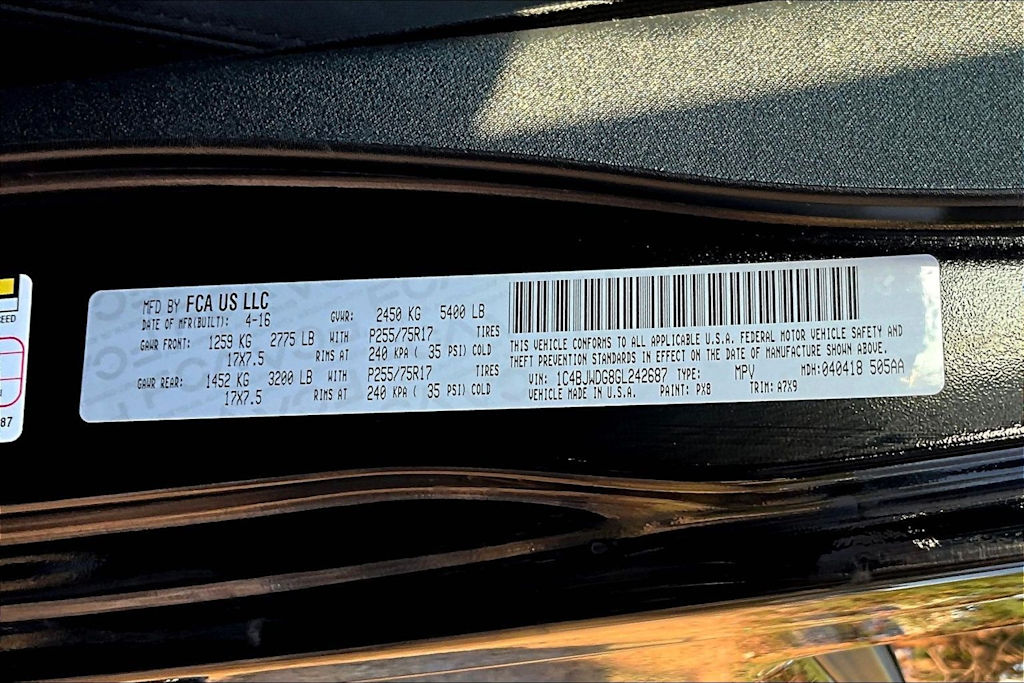 MFD BY FCA US LLC
DATE OF MFR(BUILT): 4-16 GVWR: 2450 KG 5400 LB
GAWR FRONT: 1259 KG 2775 LB WITH P255/75R17 TIRES
17X7.5 RIMS AT 240 KPA ( 35 PSI) COLD
GAWR REAR: 1452 KG 3200 LB WITH P255/75R17 TIRES
17X7.5 RIMS AT 240 KPA ( 35 PSI) COLD
THIS VEHICLE CONFORMS TO ALL APPLICABLE U.S.A. FEDERAL MOTOR VEHICLE SAFETY AND
THEFT PREVENTION STANDARDS IN EFFECT ON THE DATE OF MANUFACTURE SHOWN ABOVE.
VIN: 1C4BJWDG8GL242687 TYPE: MPV MDH: 040418 505AA
VEHICLE MADE IN U.S.A. PAINT: PX8 TRIM: A7X9
87